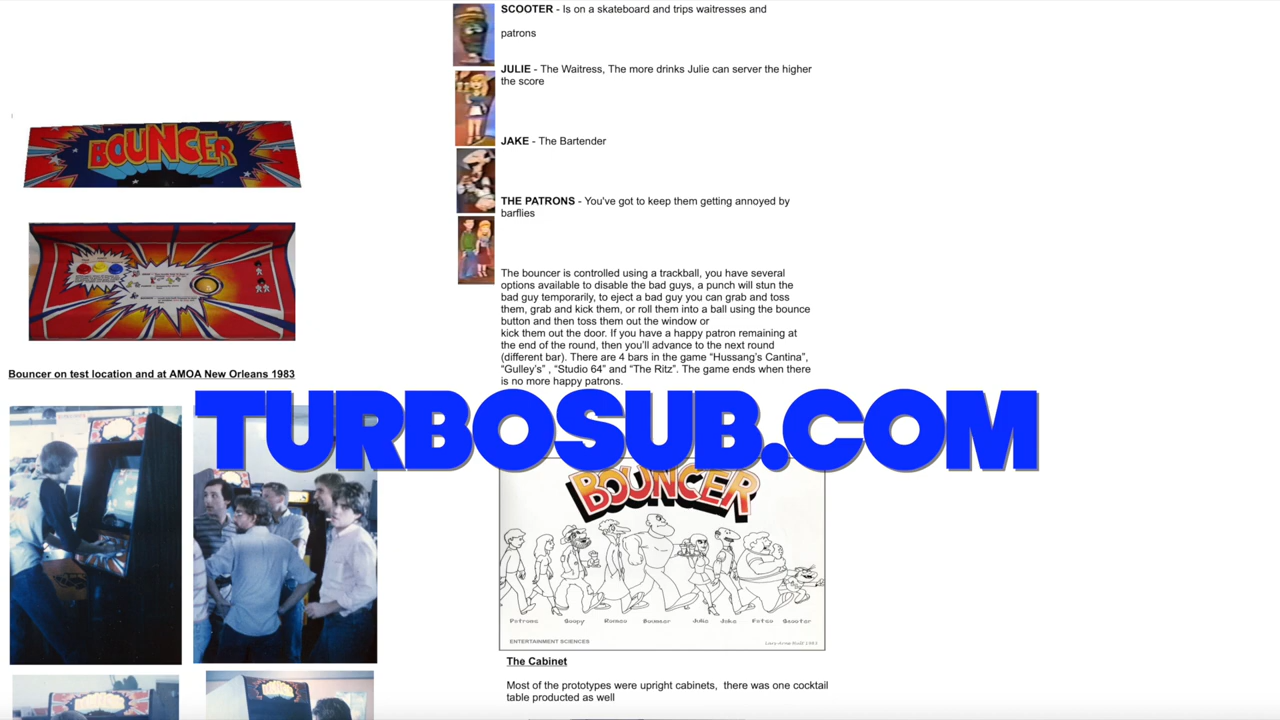 SCOOTER - Is on a skateboard and trips waitresses and
patrons
JULIE - The Waitress, The more drinks Julie can server the higher
the score
JAKE - The Bartender
THE PATRONS - You've got to keep them getting annoyed by
barflies
BOUNCER
The bouncer is controlled using a trackball, you have several
options available to disable the bad guys, a punch will stun the
bad guy temporarily, to eject a bad guy you can grab and toss
them, grab and kick them, or roll them into a ball using the bounce
button and then toss them out the window or
kick them out the door. If you have a happy patron remaining at
the end of the round, then you'll advance to the next round
(different bar). There are 4 bars in the game “Hussang's Cantina”,
“Gulley's” , “Studio 64” and “The Ritz”. The game ends when there
is no more happy patrons.
Bouncer on test location and at AMOA New Orleans 1983
TURBOSUB.COM
BOUNCER
Patrons Goopy Romeo Bouncer Julie Jake Fatso Scooter
ENTERTAINMENT SCIENCES
The Cabinet
Most of the prototypes were upright cabinets, there was one cocktail
table producted as well